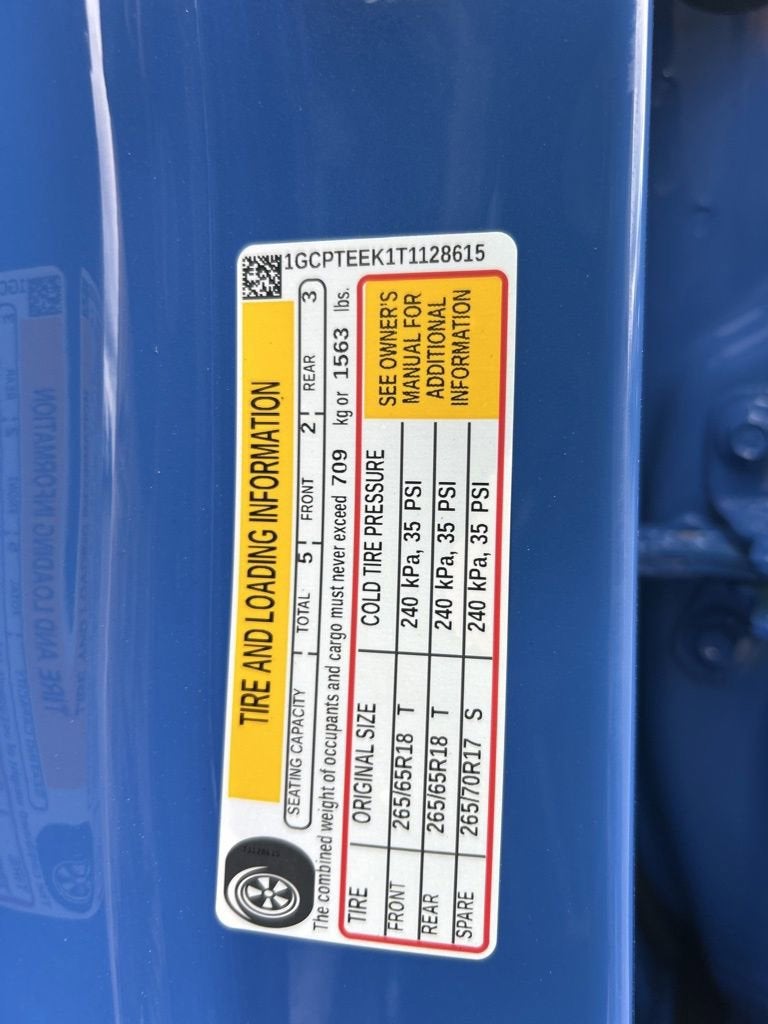 TIRE AND LOADING INFORMATION
SEATING CAPACITY TOTAL 5 FRONT 2 REAR 3
The combined weight of occupants and cargo must never exceed 709 kg or 1563 lbs.
TIRE ORIGINAL SIZE COLD TIRE PRESSURE
FRONT 265/65R18 T 240 kPa, 35 PSI
REAR 265/65R18 T 240 kPa, 35 PSI
SPARE 265/70R17 S 240 kPa, 35 PSI
SEE OWNER'S
MANUAL FOR
ADDITIONAL
INFORMATION
1GCPTEEK1T1128615